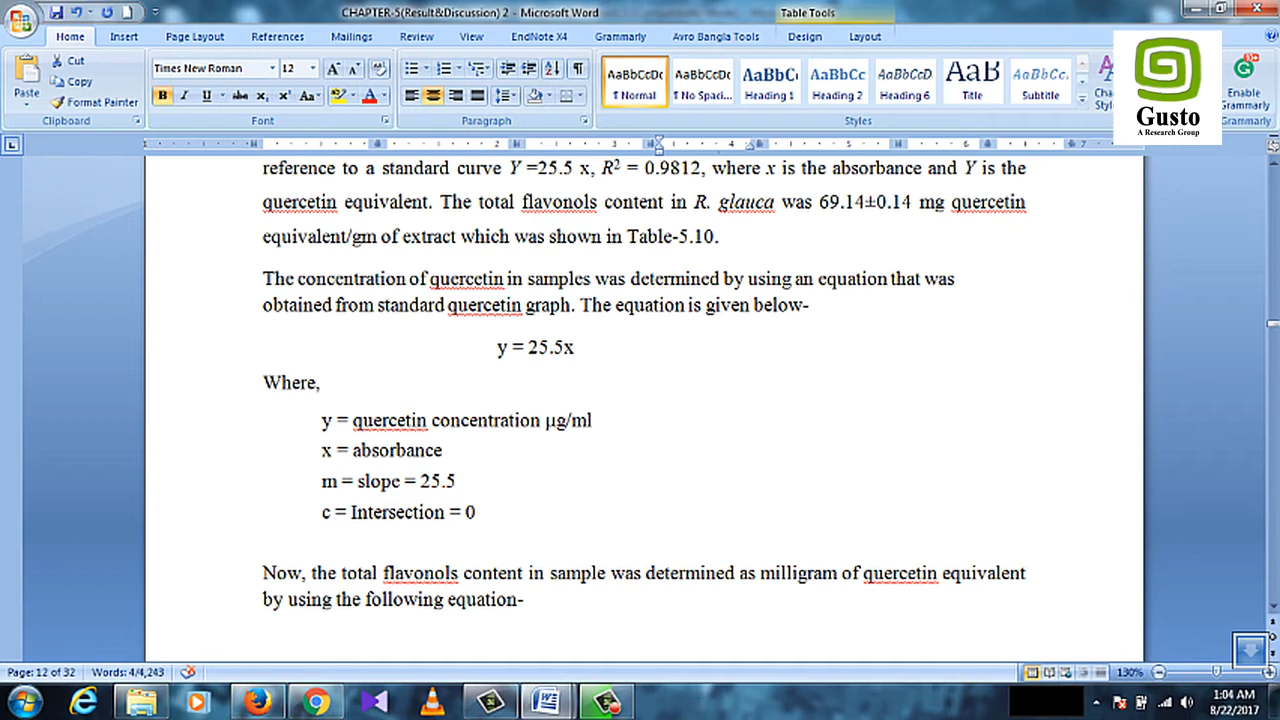 CHAPTER-5(Result&Discussion) 2 - Microsoft Word
Table Tools
Home Insert Page Layout References Mailings Review View EndNote X4 Grammarly Avro Bangla Tools Design Layout
Paste
Cut
Copy
Format Painter
Clipboard
Times New Roman 12
Font
Paragraph
AaBbCcDc AaBbCcDc AaBbC AaBbCc AaBbCcD AaB AaBbCc
¶ Normal ¶ No Spaci... Heading 1 Heading 2 Heading 6 Title Subtitle
Styles
Enable
Grammarly
Grammarly
Gusto
A Research Group
reference to a standard curve Y =25.5 x, R² = 0.9812, where x is the absorbance and Y is the
quercetin equivalent. The total flavonols content in R. glauca was 69.14±0.14 mg quercetin
equivalent/gm of extract which was shown in Table-5.10.
The concentration of quercetin in samples was determined by using an equation that was
obtained from standard quercetin graph. The equation is given below-
y = 25.5x
Where,
y = quercetin concentration µg/ml
x = absorbance
m = slope = 25.5
c = Intersection = 0
Now, the total flavonols content in sample was determined as milligram of quercetin equivalent
by using the following equation-
Page: 12 of 32 Words: 4/4,243 130%
1:04 AM
8/22/2017